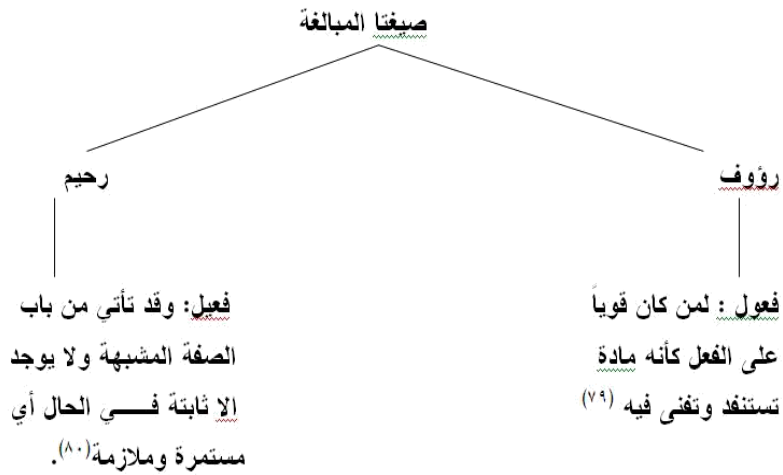 صيغتا المبالغة
رؤوف
رحيم
فعول : لمن كان قوياً
على الفعل كأنه مادة
تستنفد وتفنى فيه (٧٩)
فعيل: وقد تأتي من باب
الصفة المشبهة ولا يوجد
الا ثابتة فـــي الحال أي
مستمرة وملازمة(٨٠).